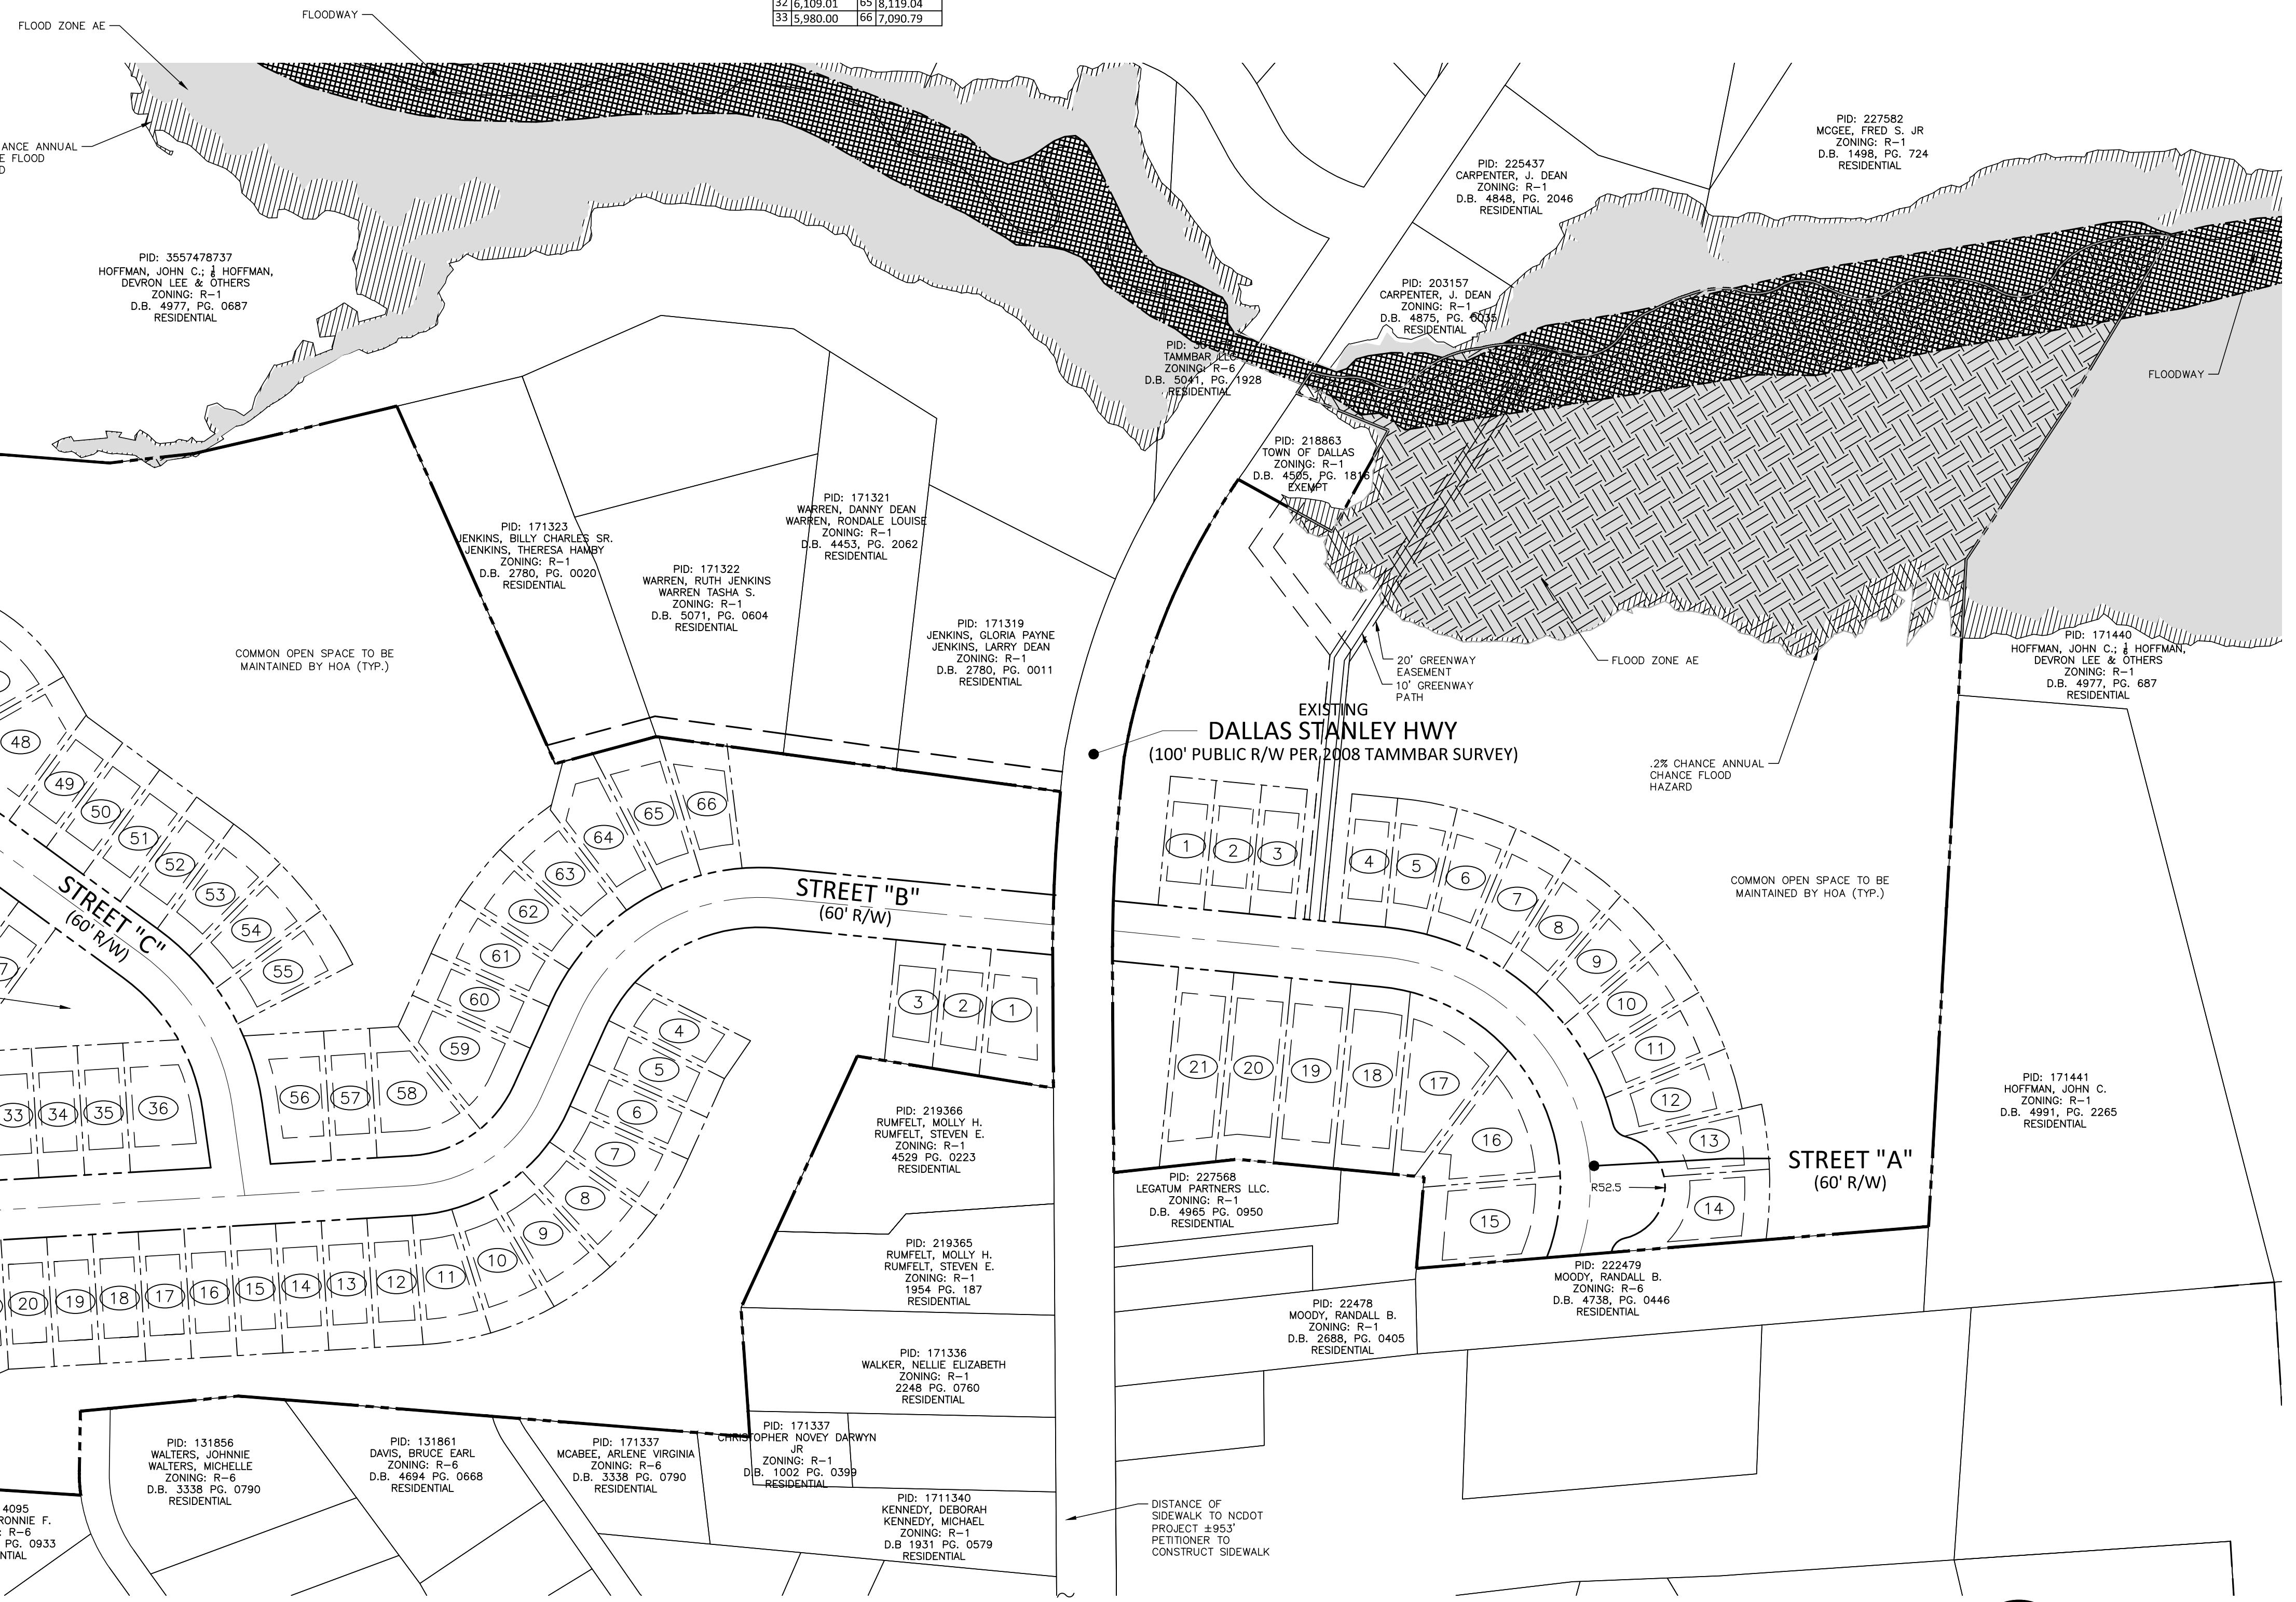 32 6,109.01 65 8,119.04
33 5,980.00 66 7,090.79
FLOOD ZONE AE
FLOODWAY
ANCE ANNUAL
E FLOOD
D
PID: 3557478737
HOFFMAN, JOHN C.; 1/6 HOFFMAN,
DEVRON LEE & OTHERS
ZONING: R-1
D.B. 4977, PG. 0687
RESIDENTIAL
PID: 227582
MCGEE, FRED S. JR
ZONING: R-1
D.B. 1498, PG. 724
RESIDENTIAL
PID: 225437
CARPENTER, J. DEAN
ZONING: R-1
D.B. 4848, PG. 2046
RESIDENTIAL
PID: 203157
CARPENTER, J. DEAN
ZONING: R-1
D.B. 4875, PG.
RESIDENTIAL
PID:
TAMMBAR LLC
ZONING: R-6
D.B. 5041, PG. 1928
RESIDENTIAL
FLOODWAY
PID: 218863
TOWN OF DALLAS
ZONING: R-1
D.B. 4505, PG. 1816
EXEMPT
PID: 171323
JENKINS, BILLY CHARLES SR.
JENKINS, THERESA HAMBY
ZONING: R-1
D.B. 2780, PG. 0020
RESIDENTIAL
PID: 171322
WARREN, RUTH JENKINS
WARREN TASHA S.
ZONING: R-1
D.B. 5071, PG. 0604
RESIDENTIAL
PID: 171321
WARREN, DANNY DEAN
WARREN, RONDALE LOUISE
ZONING: R-1
D.B. 4453, PG. 2062
RESIDENTIAL
PID: 171319
JENKINS, GLORIA PAYNE
JENKINS, LARRY DEAN
ZONING: R-1
D.B. 2780, PG. 0011
RESIDENTIAL
COMMON OPEN SPACE TO BE
MAINTAINED BY HOA (TYP.)
20' GREENWAY
EASEMENT
10' GREENWAY
PATH
FLOOD ZONE AE
PID: 171440
HOFFMAN, JOHN C.; 1/6 HOFFMAN,
DEVRON LEE & OTHERS
ZONING: R-1
D.B. 4977, PG. 687
RESIDENTIAL
EXISTING
DALLAS STANLEY HWY
(100' PUBLIC R/W PER 2008 TAMMBAR SURVEY)
.2% CHANCE ANNUAL
CHANCE FLOOD
HAZARD
COMMON OPEN SPACE TO BE
MAINTAINED BY HOA (TYP.)
48
49
50
51
52
53
54
55
STREET "C"
(60' R/W)
7
33
34
35
36
56
57
58
59
60
61
62
63
64
65
66
STREET "B"
(60' R/W)
3
2
1
4
5
6
7
8
9
10
11
12
13
14
15
16
17
18
19
20
1
2
3
4
5
6
7
8
9
10
11
12
13
14
15
16
17
18
19
20
21
R52.5
STREET "A"
(60' R/W)
PID: 171441
HOFFMAN, JOHN C.
ZONING: R-1
D.B. 4991, PG. 2265
RESIDENTIAL
PID: 219366
RUMFELT, MOLLY H.
RUMFELT, STEVEN E.
ZONING: R-1
4529 PG. 0223
RESIDENTIAL
PID: 227568
LEGATUM PARTNERS LLC.
ZONING: R-1
D.B. 4965 PG. 0950
RESIDENTIAL
PID: 219365
RUMFELT, MOLLY H.
RUMFELT, STEVEN E.
ZONING: R-1
1954 PG. 187
RESIDENTIAL
PID: 222479
MOODY, RANDALL B.
ZONING: R-6
D.B. 4738, PG. 0446
RESIDENTIAL
PID: 22478
MOODY, RANDALL B.
ZONING: R-1
D.B. 2688, PG. 0405
RESIDENTIAL
PID: 171336
WALKER, NELLIE ELIZABETH
ZONING: R-1
2248 PG. 0760
RESIDENTIAL
PID: 131856
WALTERS, JOHNNIE
WALTERS, MICHELLE
ZONING: R-6
D.B. 3338 PG. 0790
RESIDENTIAL
PID: 131861
DAVIS, BRUCE EARL
ZONING: R-6
D.B. 4694 PG. 0668
RESIDENTIAL
PID: 171337
MCABEE, ARLENE VIRGINIA
ZONING: R-6
D.B. 3338 PG. 0790
RESIDENTIAL
PID: 171337
CHRISTOPHER NOVEY DARWYN
JR
ZONING: R-1
D.B. 1002 PG. 0399
RESIDENTIAL
PID: 1711340
KENNEDY, DEBORAH
KENNEDY, MICHAEL
ZONING: R-1
D.B 1931 PG. 0579
RESIDENTIAL
DISTANCE OF
SIDEWALK TO NCDOT
PROJECT ±953'
PETITIONER TO
CONSTRUCT SIDEWALK
4095
RONNIE F.
: R-6
PG. 0933
NTIAL